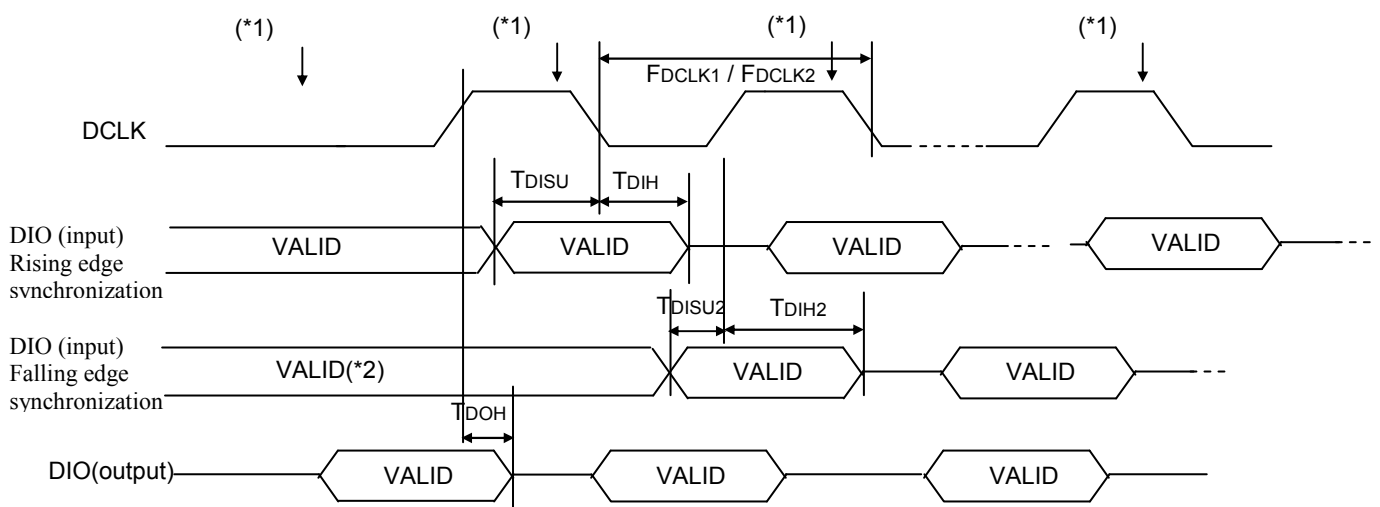 (*1) (*1) (*1) (*1)
FDCLK1 / FDCLK2
DCLK
TDISU TDIH
DIO (input)
Rising edge
synchronization
VALID VALID VALID VALID
TDISU2 TDIH2
DIO (input)
Falling edge
synchronization
VALID(*2) VALID VALID
TDOH
DIO(output) VALID VALID VALID